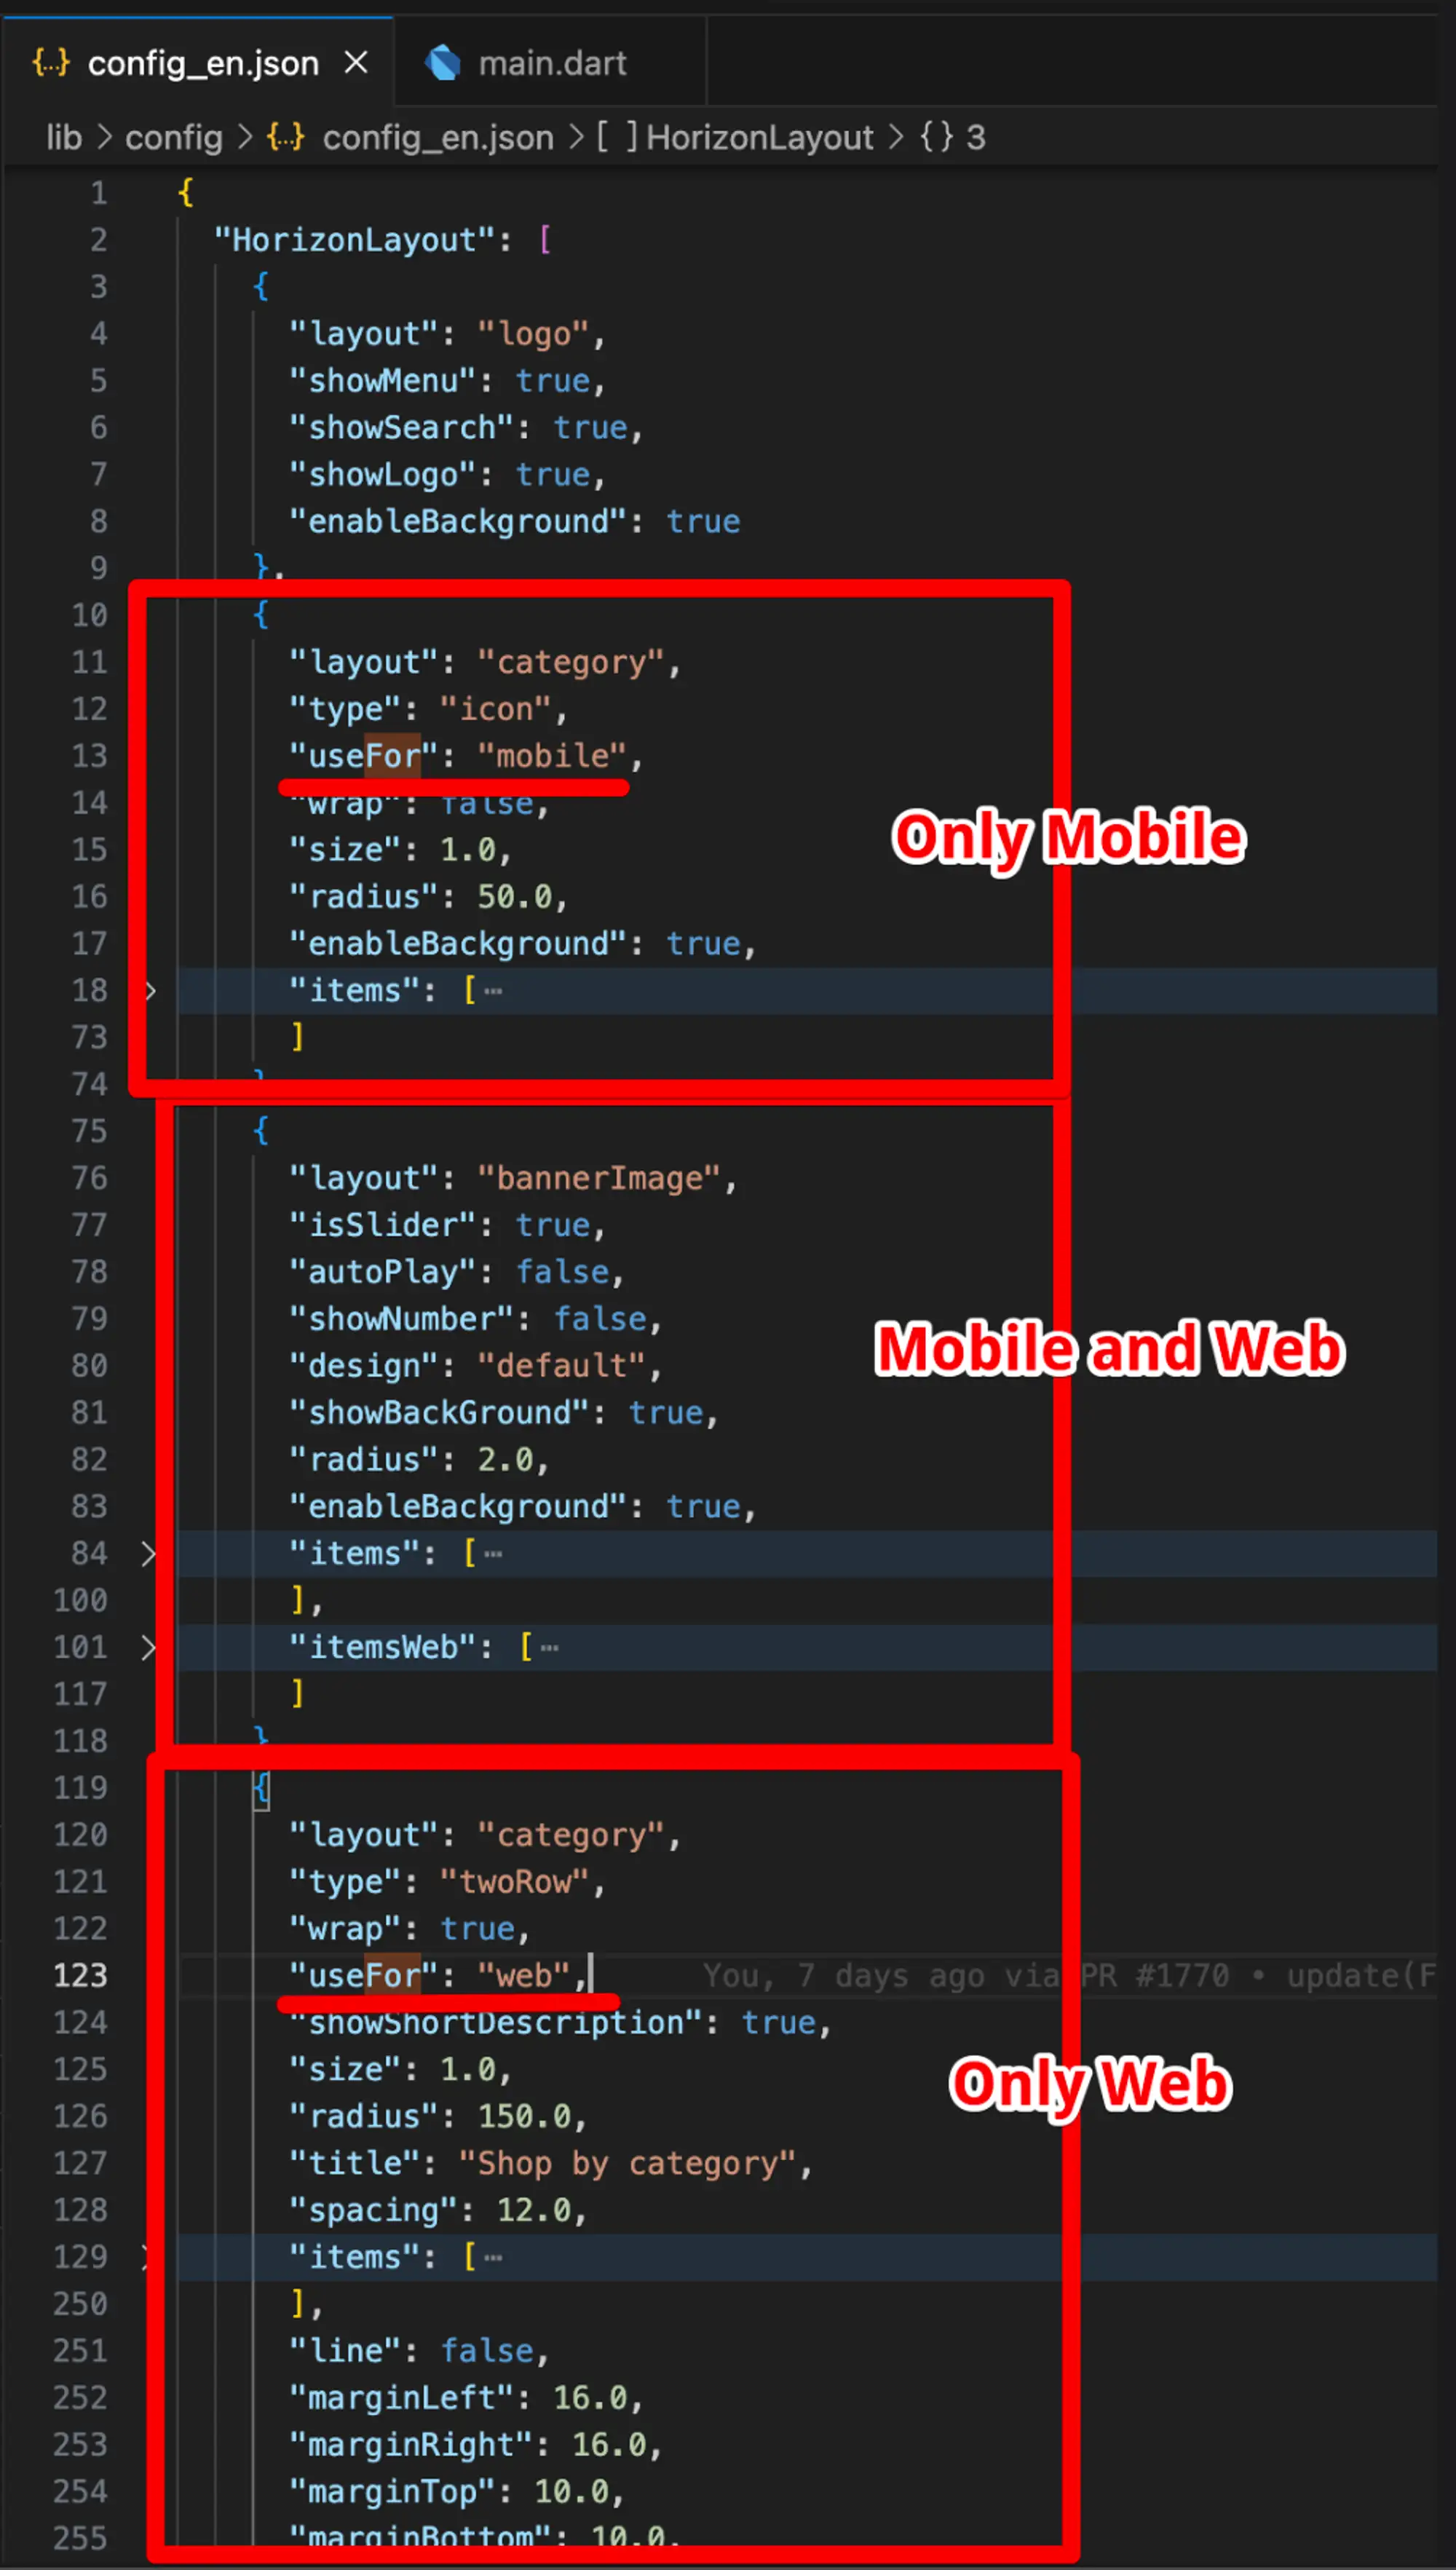 {..} config_en.json ×
main.dart
lib > config > {..} config_en.json > [ ] HorizonLayout > {} 3
1 {
2 "HorizonLayout": [
3 {
4 "layout": "logo",
5 "showMenu": true,
6 "showSearch": true,
7 "showLogo": true,
8 "enableBackground": true
9 },
10 {
11 "layout": "category",
12 "type": "icon",
13 "useFor": "mobile",
14 "wrap": false,
Only Mobile
15 "size": 1.0,
16 "radius": 50.0,
17 "enableBackground": true,
18 > "items": [ ⋯
73 ]
74 }
75 {
76 "layout": "bannerImage",
77 "isSlider": true,
78 "autoPlay": false,
79 "showNumber": false,
Mobile and Web
80 "design": "default",
81 "showBackGround": true,
82 "radius": 2.0,
83 "enableBackground": true,
84 > "items": [ ⋯
100 ],
101 > "itemsWeb": [ ⋯
117 ]
118 }
119 {
120 "layout": "category",
121 "type": "twoRow",
122 "wrap": true,
123 "useFor": "web", You, 7 days ago via PR #1770 • update(F
124 "showShortDescription": true,
125 "size": 1.0,
Only Web
126 "radius": 150.0,
127 "title": "Shop by category",
128 "spacing": 12.0,
129 > "items": [ ⋯
250 ],
251 "line": false,
252 "marginLeft": 16.0,
253 "marginRight": 16.0,
254 "marginTop": 10.0,
255 "marginBottom": 10.0,